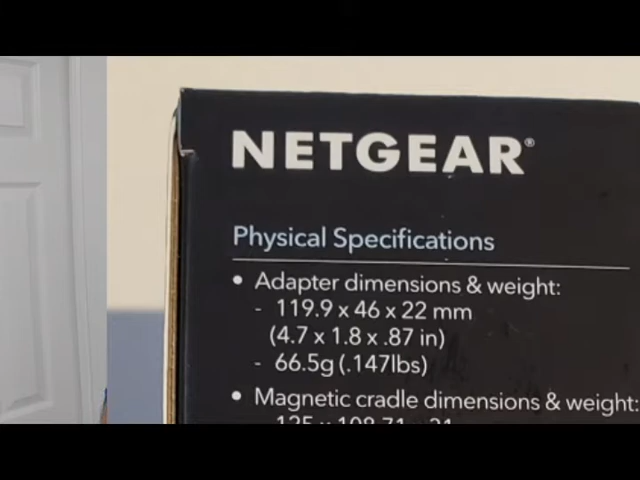 NETGEAR®
Physical Specifications
• Adapter dimensions & weight:
- 119.9 x 46 x 22 mm
(4.7 x 1.8 x .87 in)
- 66.5g (.147lbs)
• Magnetic cradle dimensions & weight: